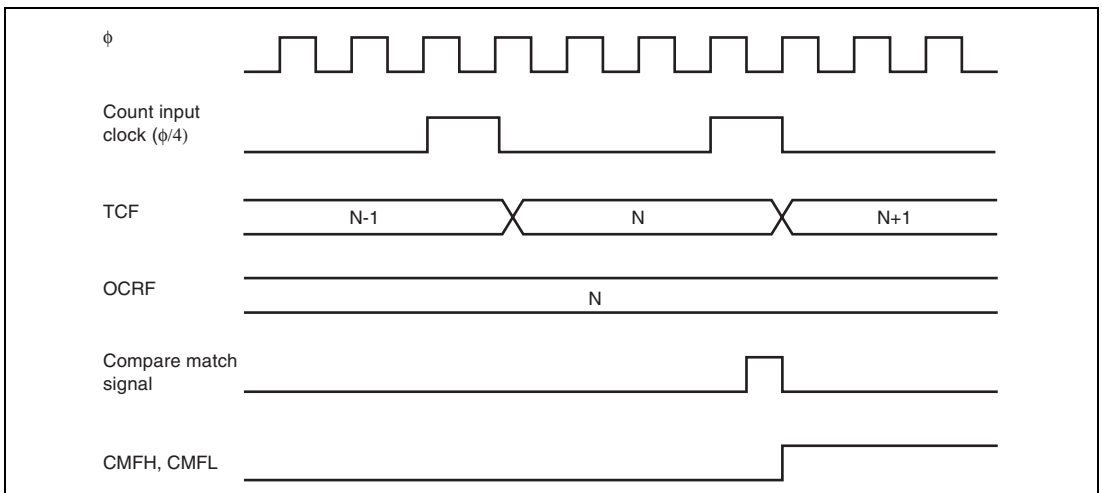 ϕ
Count input
clock (ϕ/4)
TCF
N-1
N
N+1
OCRF
N
Compare match
signal
CMFH, CMFL